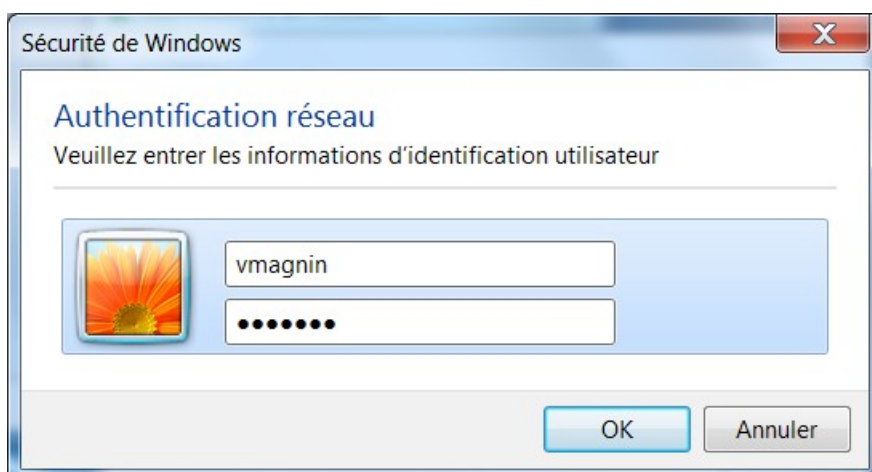 Sécurité de Windows
Authentification réseau
Veuillez entrer les informations d'identification utilisateur
vmagnin
•••••••
OK
Annuler